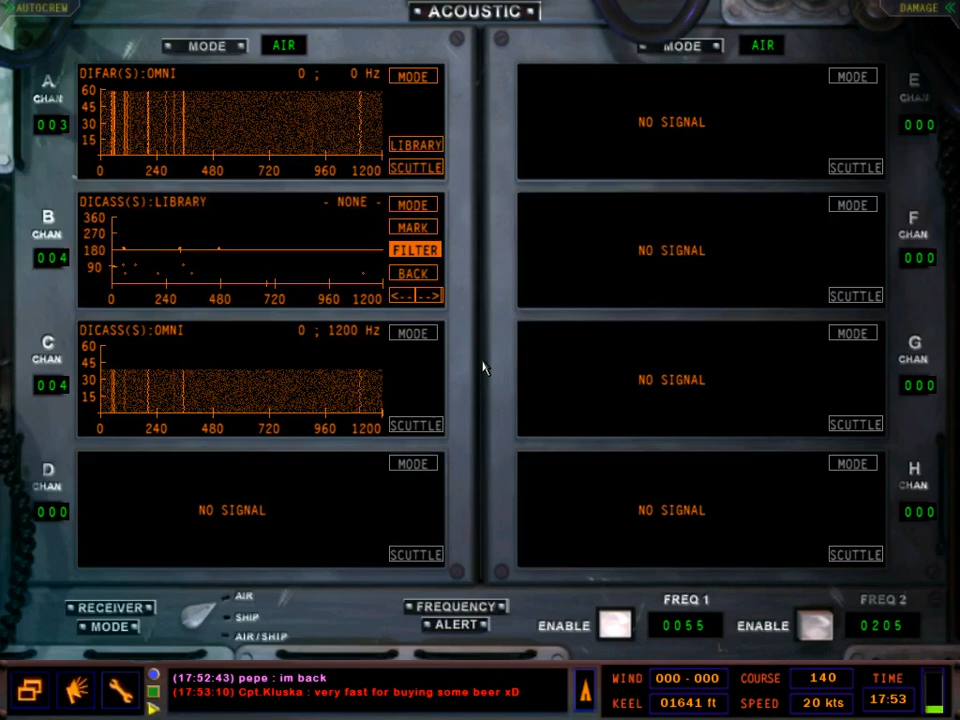 AUTOCREW
ACOUSTIC
DAMAGE
MODE AIR
MODE AIR
A
CHAN
003
DIFAR(S):OMNI 0 ; 0 Hz
MODE
60
45
30
15
LIBRARY
SCUTTLE
0 240 480 720 960 1200
B
CHAN
004
DICASS(S):LIBRARY - NONE -
MODE
360
270
180
90
MARK
FILTER
BACK
<-- -->
0 240 480 720 960 1200
C
CHAN
004
DICASS(S):OMNI 0 ; 1200 Hz
MODE
60
45
30
15
SCUTTLE
0 240 480 720 960 1200
D
CHAN
000
MODE
NO SIGNAL
SCUTTLE
MODE
NO SIGNAL
SCUTTLE
E
CHAN
000
MODE
NO SIGNAL
SCUTTLE
F
CHAN
000
MODE
NO SIGNAL
SCUTTLE
G
CHAN
000
MODE
NO SIGNAL
SCUTTLE
H
CHAN
000
RECEIVER
MODE
AIR
SHIP
AIR/SHIP
FREQUENCY
ALERT
FREQ 1
ENABLE 0055
FREQ 2
ENABLE 0205
(17:52:43) pepe : im back
(17:53:10) Cpt.Kluska : very fast for buying some beer xD
WIND 000 - 000 COURSE 140 TIME
KEEL 01641 ft SPEED 20 kts 17:53